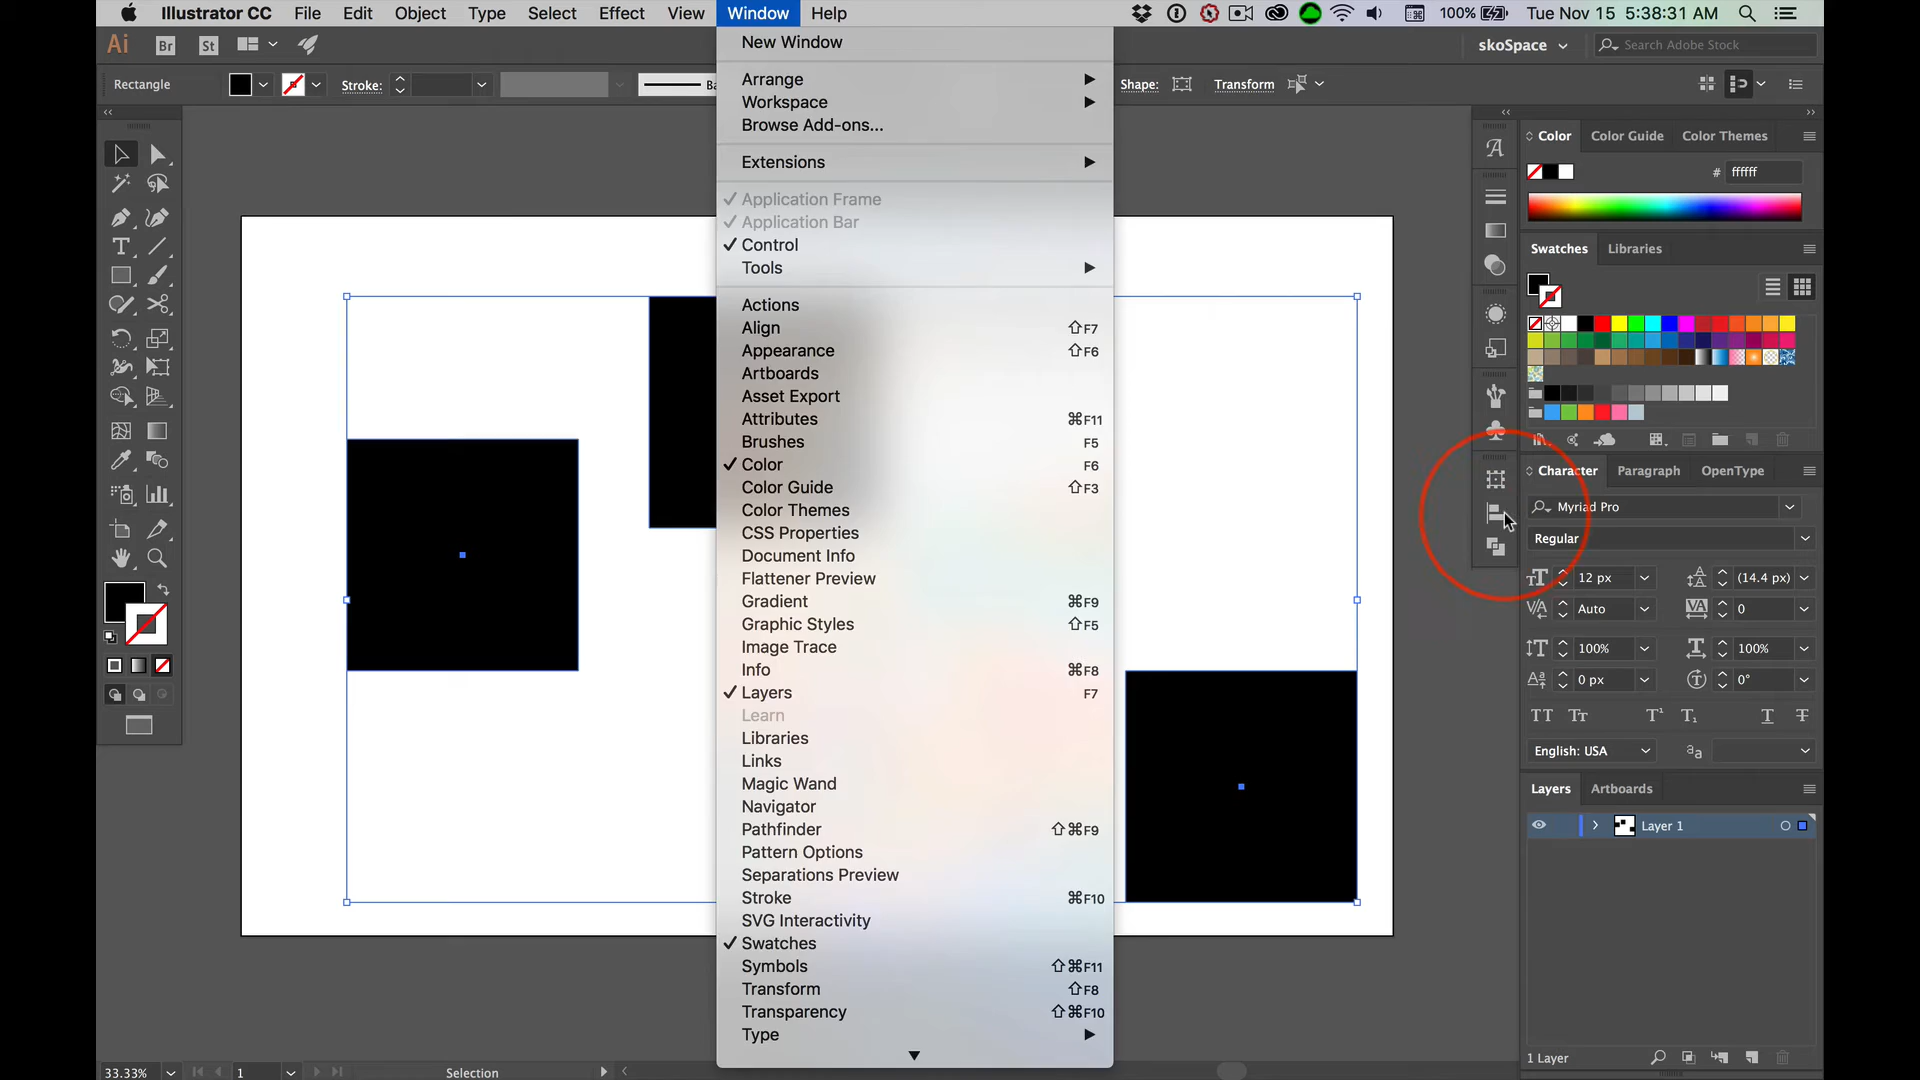 Illustrator CC File Edit Object Type Select Effect View Window Help 100% Tue Nov 15 5:38:31 AM
Ai Br St skoSpace Search Adobe Stock
Rectangle Stroke: Ba Shape: Transform
New Window
Arrange
Workspace
Browse Add-ons...
Extensions
Application Frame
Application Bar
Control
Tools
Actions
Align ⇧F7
Appearance ⇧F6
Artboards
Asset Export
Attributes ⌘F11
Brushes F5
Color F6
Color Guide ⇧F3
Color Themes
CSS Properties
Document Info
Flattener Preview
Gradient ⌘F9
Graphic Styles ⇧F5
Image Trace
Info ⌘F8
Layers F7
Learn
Libraries
Links
Magic Wand
Navigator
Pathfinder ⇧⌘F9
Pattern Options
Separations Preview
Stroke ⌘F10
SVG Interactivity
Swatches
Symbols ⇧⌘F11
Transform ⇧F8
Transparency ⇧⌘F10
Type
Color Color Guide Color Themes
# ffffff
Swatches Libraries
Character Paragraph OpenType
Myriad Pro
Regular
12 px (14.4 px)
Auto 0
100% 100%
0 px 0°
TT Tт T¹ T₁ T T
English: USA aa
Layers Artboards
Layer 1
1 Layer
33.33% 1 Selection